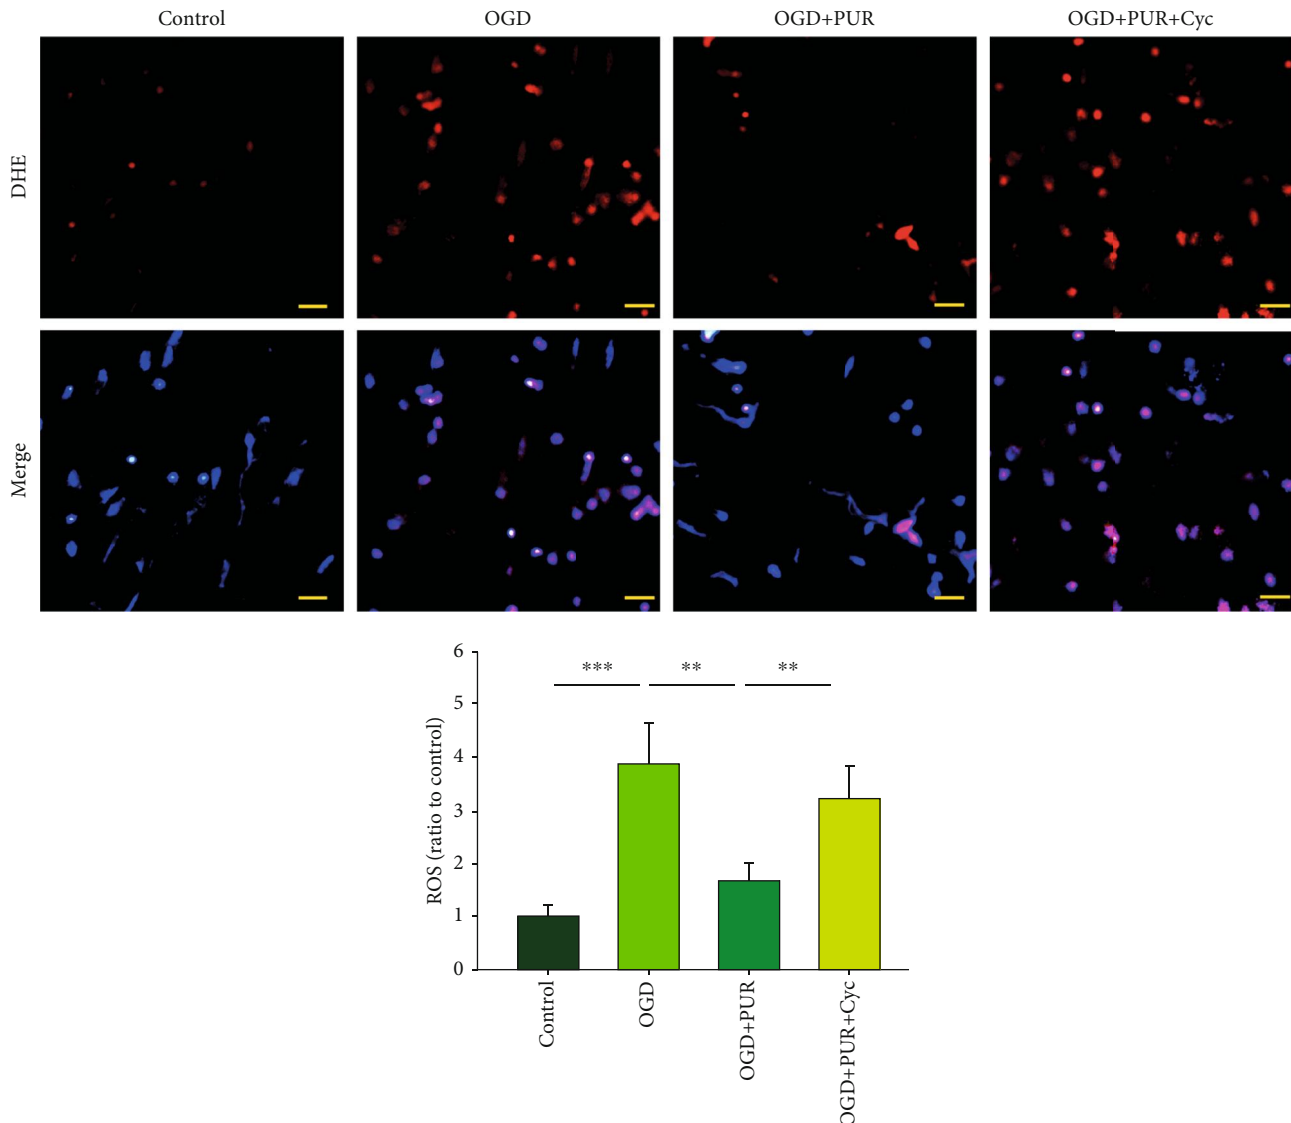 Control OGD OGD+PUR OGD+PUR+Cyc
DHE
Merge
ROS (ratio to control)
6
5
4
3
2
1
0
*** ** **
Control OGD OGD+PUR OGD+PUR+Cyc